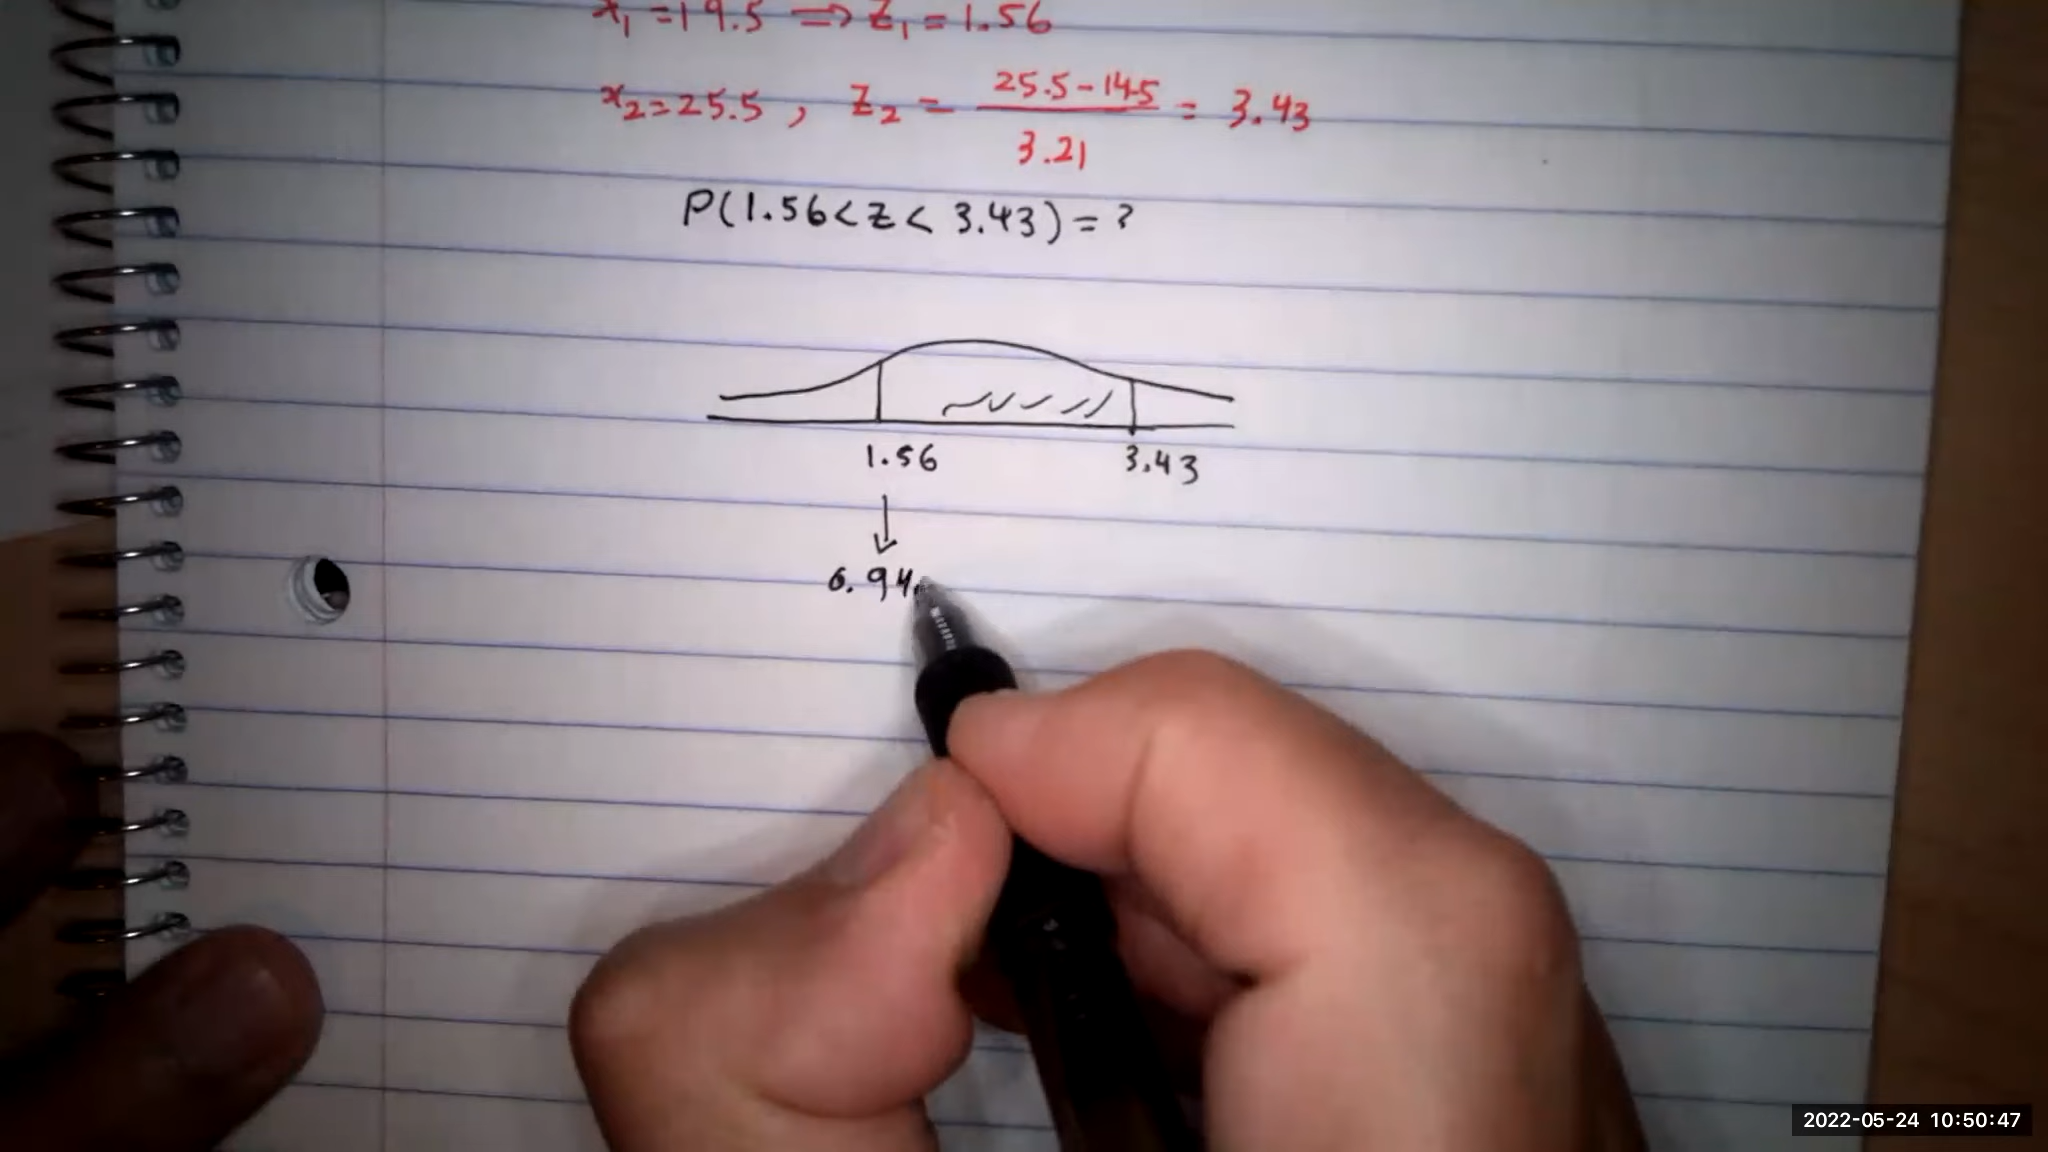 x₁ = 19.5 ⟹ Z₁ = 1.56
x₂ = 25.5 , Z₂ = (25.5 - 14.5) / 3.21 = 3.43
P(1.56 < Z < 3.43) = ?
1.56 3.43
↓
0.94
2022-05-24 10:50:47